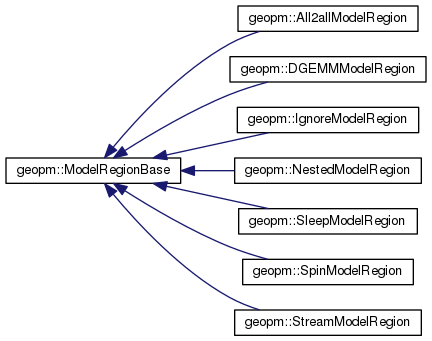 geopm::All2allModelRegion
geopm::DGEMMModelRegion
geopm::IgnoreModelRegion
geopm::ModelRegionBase
geopm::NestedModelRegion
geopm::SleepModelRegion
geopm::SpinModelRegion
geopm::StreamModelRegion